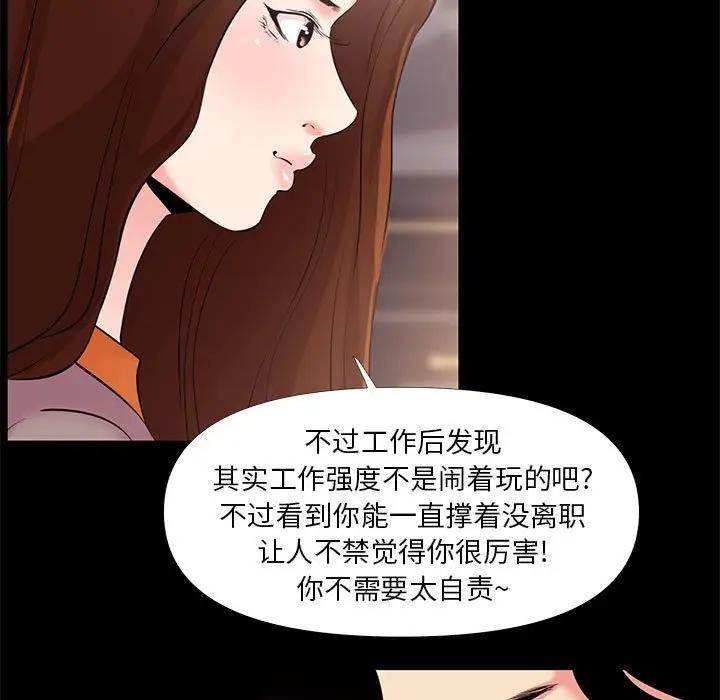 不过工作后发现
其实工作强度不是闹着玩的吧?
不过看到你能一直撑着没离职
让人不禁觉得你很厉害!
你不需要太自责~